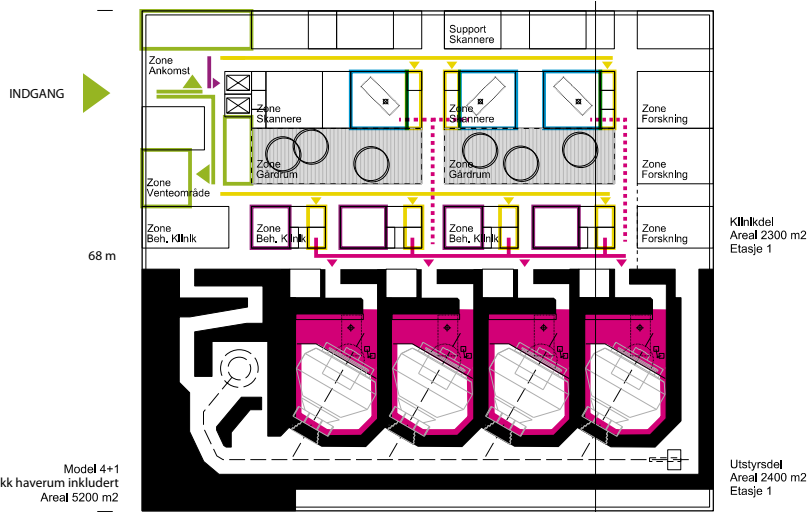 Support
Skannere
Zone
Ankomst
INDGANG
Zone
Skannere
Zone
Skannere
Zone
Forskning
Zone
Gårdrum
Zone
Gårdrum
Zone
Forskning
Zone
Venteområde
Zone
Beh. Klinik
Zone
Beh. Klinik
Zone
Beh. Klinik
Zone
Forskning
Klinikdel
Areal 2300 m2
Etasje 1
68 m
Model 4+1
kk haverum inkludert
Areal 5200 m2
Utstyrsdel
Areal 2400 m2
Etasje 1